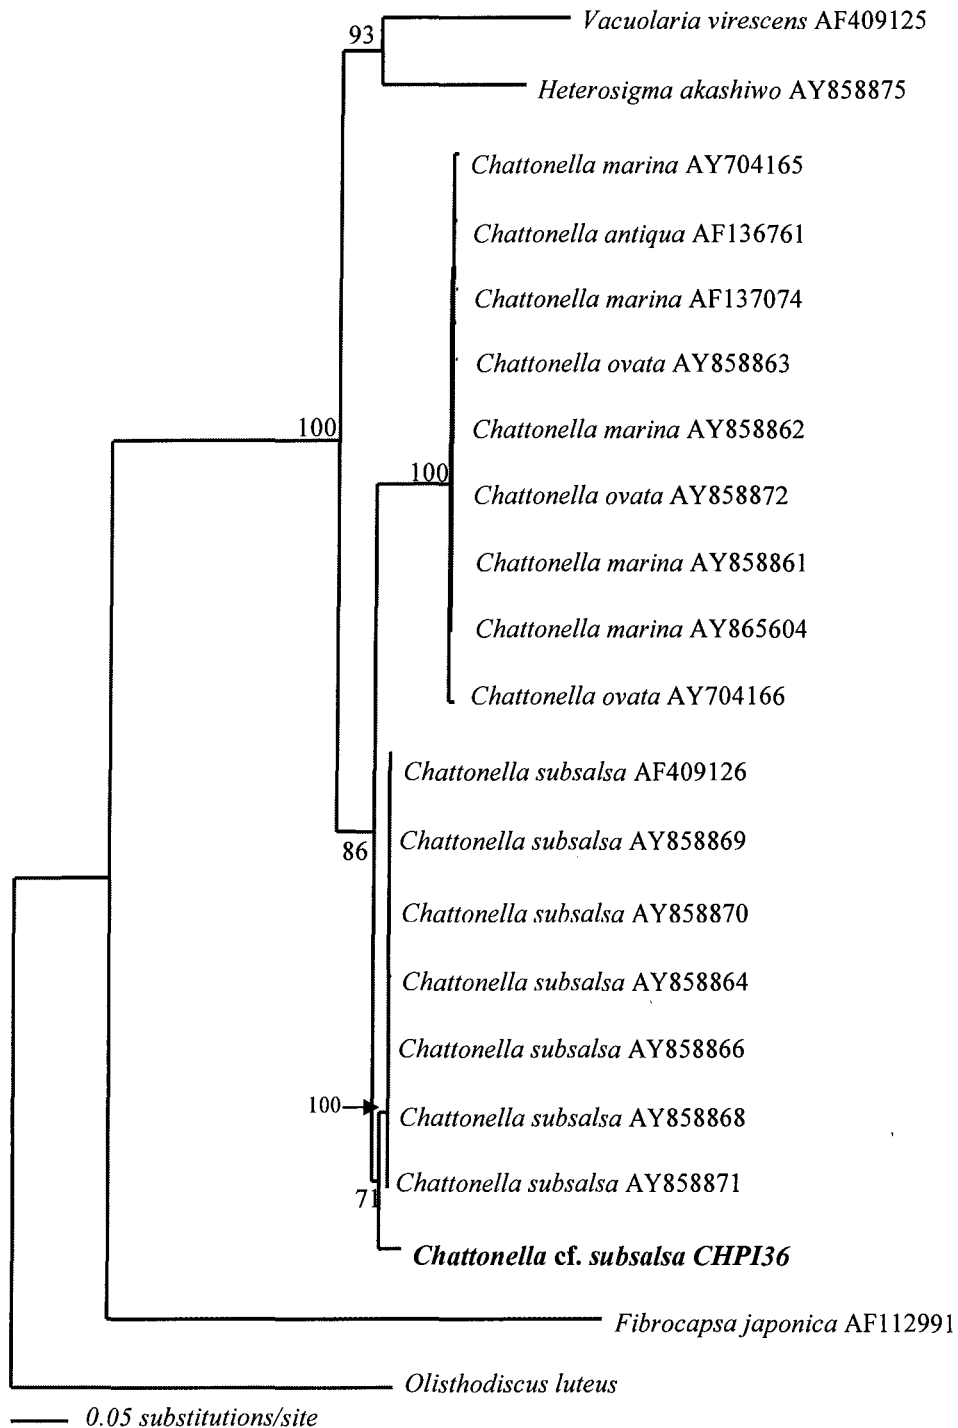 Vacuolaria virescens AF409125
93
Heterosigma akashiwo AY858875
Chattonella marina AY704165
Chattonella antiqua AF136761
Chattonella marina AF137074
Chattonella ovata AY858863
100
Chattonella marina AY858862
100
Chattonella ovata AY858872
Chattonella marina AY858861
Chattonella marina AY865604
Chattonella ovata AY704166
Chattonella subsalsa AF409126
Chattonella subsalsa AY858869
86
Chattonella subsalsa AY858870
Chattonella subsalsa AY858864
Chattonella subsalsa AY858866
100
Chattonella subsalsa AY858868
Chattonella subsalsa AY858871
71
Chattonella cf. subsalsa CHPI36
Fibrocapsa japonica AF112991
Olisthodiscus luteus
0.05 substitutions/site